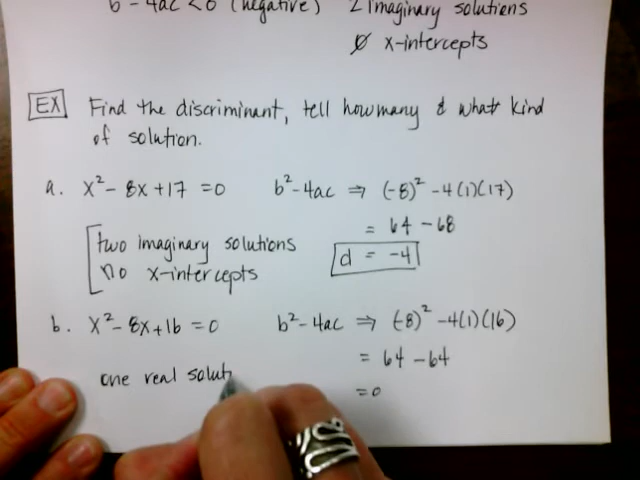 b - 4ac < 0 (negative) 2 imaginary solutions
∅ x-intercepts
EX Find the discriminant, tell how many & what kind
of solution.
a. x² - 8x + 17 = 0 b² - 4ac ⇒ (-8)² - 4(1)(17)
= 64 - 68
two imaginary solutions
d = -4
no x-intercepts
b. x² - 8x + 16 = 0 b² - 4ac ⇒ (-8)² - 4(1)(16)
= 64 - 64
one real solut
= 0